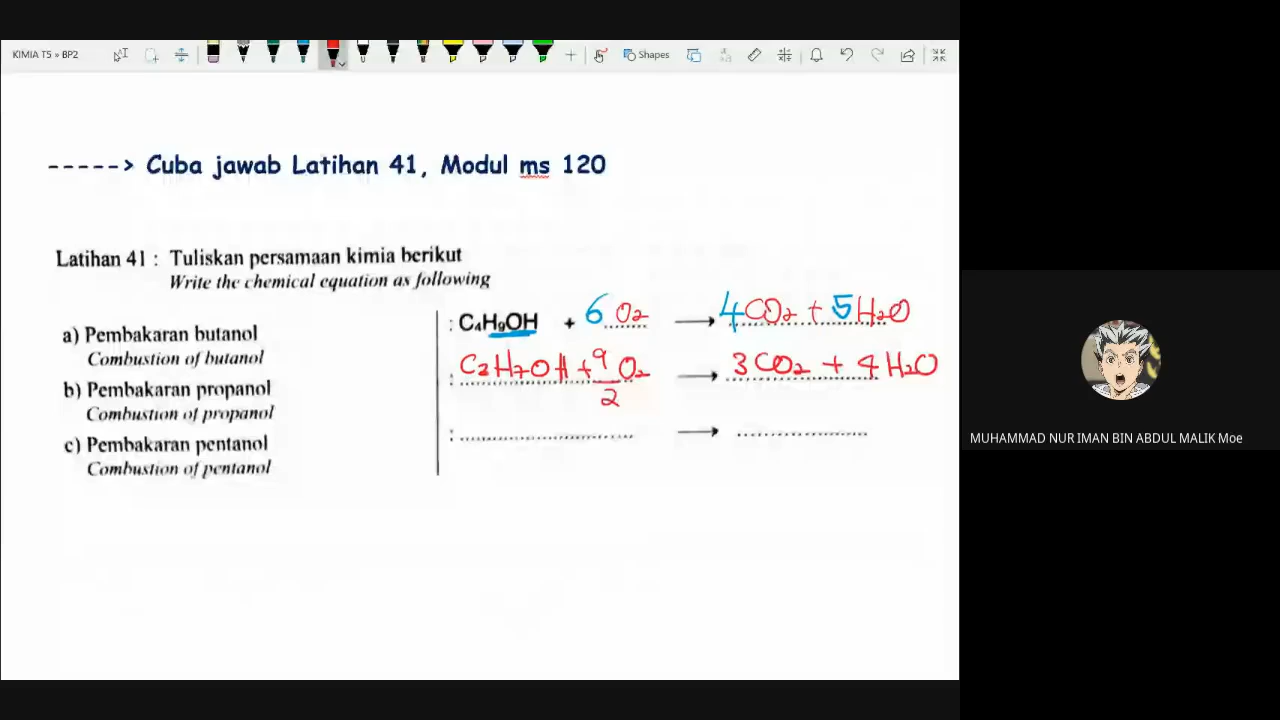 KIMIA T5 » BP2
Shapes
-----> Cuba jawab Latihan 41, Modul ms 120
Latihan 41 : Tuliskan persamaan kimia berikut
Write the chemical equation as following
a) Pembakaran butanol : C₄H₉OH + 6 O₂ → 4CO₂ + 5H₂O
Combustion of butanol
b) Pembakaran propanol : C₃H₇OH + 9/2 O₂ → 3CO₂ + 4H₂O
Combustion of propanol
c) Pembakaran pentanol : .............................. → ......................
Combustion of pentanol
MUHAMMAD NUR IMAN BIN ABDUL MALIK Moe